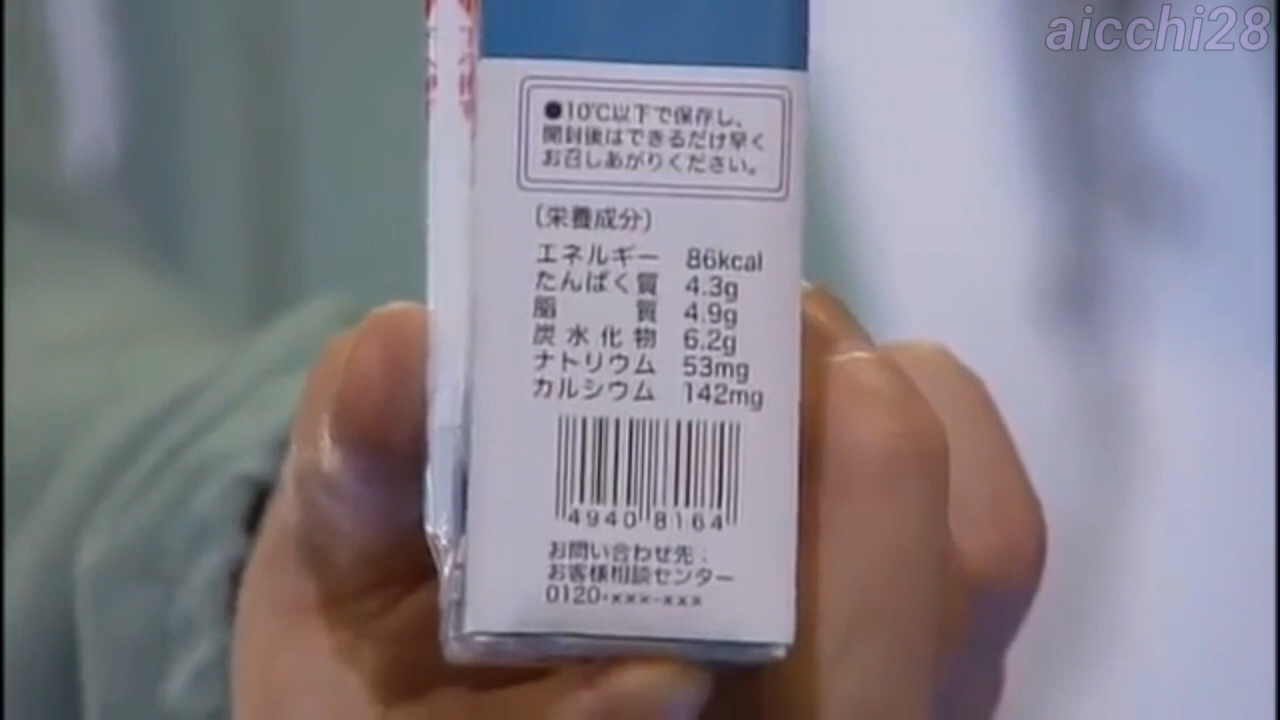 aicchi28
●10℃以下で保存し、
開封後はできるだけ早く
お召しあがりください。
〔栄養成分〕
エネルギー 86kcal
たんぱく質 4.3g
脂 質 4.9g
炭水化物 6.2g
ナトリウム 53mg
カルシウム 142mg
4940 8164
お問い合わせ先：
お客様相談センター
0120-×××-×××